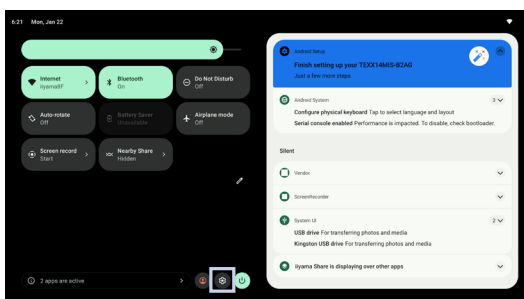 6:21 Mon, Jan 22
Internet
iiyamaBF
Bluetooth
On
Do Not Disturb
Off
Auto-rotate
Off
Battery Saver
Unavailable
Airplane mode
Off
Screen record
Start
Nearby Share
Hidden
2 apps are active
Android Setup
Finish setting up your TEXX14MIS-B2AG
Just a few more steps
Android System
3
Configure physical keyboard Tap to select language and layout
Serial console enabled Performance is impacted. To disable, check bootloader.
Silent
Vendor
ScreenRecorder
System UI
2
USB drive For transferring photos and media
Kingston USB drive For transferring photos and media
iiyama Share is displaying over other apps